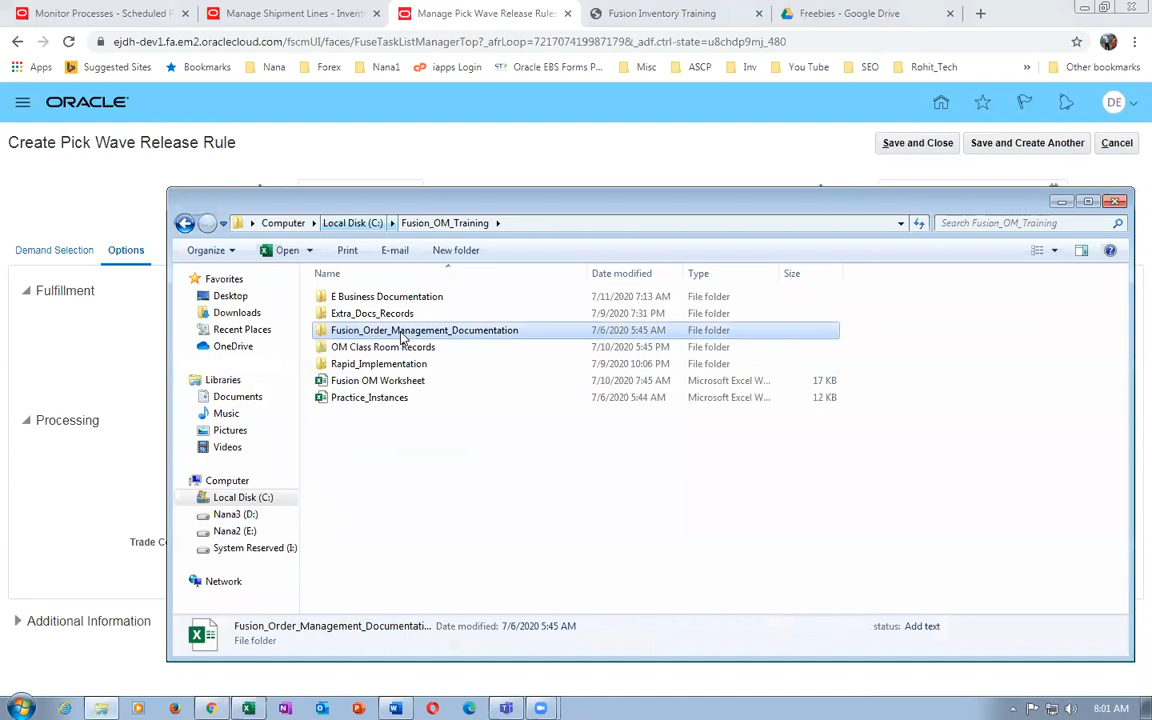 Monitor Processes - Scheduled P
Manage Shipment Lines - Invent
Manage Pick Wave Release Rules
Fusion Inventory Training
Freebies - Google Drive
ejdh-dev1.fa.em2.oraclecloud.com/fscmUI/faces/FuseTaskListManagerTop?_afrLoop=7217074199871798&_adf.ctrl-state=u8chdp9mj_480
Apps
Suggested Sites
Bookmarks
Nana
Forex
Nana1
iapps Login
Oracle EBS Forms P...
Misc
ASCP
Inv
You Tube
SEO
Rohit_Tech
»
Other bookmarks
ORACLE
DE
Create Pick Wave Release Rule
Save and Close
Save and Create Another
Cancel
Computer
Local Disk (C:)
Fusion_OM_Training
Search Fusion_OM_Training
Demand Selection
Options
Organize
Open
Print
E-mail
New folder
Name
Date modified
Type
Size
Fulfillment
Processing
Trade Co
Additional Information
Favorites
Desktop
Downloads
Recent Places
OneDrive
Libraries
Documents
Music
Pictures
Videos
Computer
Local Disk (C:)
Nana3 (D:)
Nana2 (E:)
System Reserved (I:)
Network
E Business Documentation 7/11/2020 7:13 AM File folder
Extra_Docs_Records 7/9/2020 7:31 PM File folder
Fusion_Order_Management_Documentation 7/6/2020 5:45 AM File folder
OM Class Room Records 7/10/2020 5:45 PM File folder
Rapid_Implementation 7/9/2020 10:06 PM File folder
Fusion OM Worksheet 7/10/2020 7:45 AM Microsoft Excel W... 17 KB
Practice_Instances 7/6/2020 5:44 AM Microsoft Excel W... 12 KB
Fusion_Order_Management_Documentati... Date modified: 7/6/2020 5:45 AM
status: Add text
File folder
8:01 AM